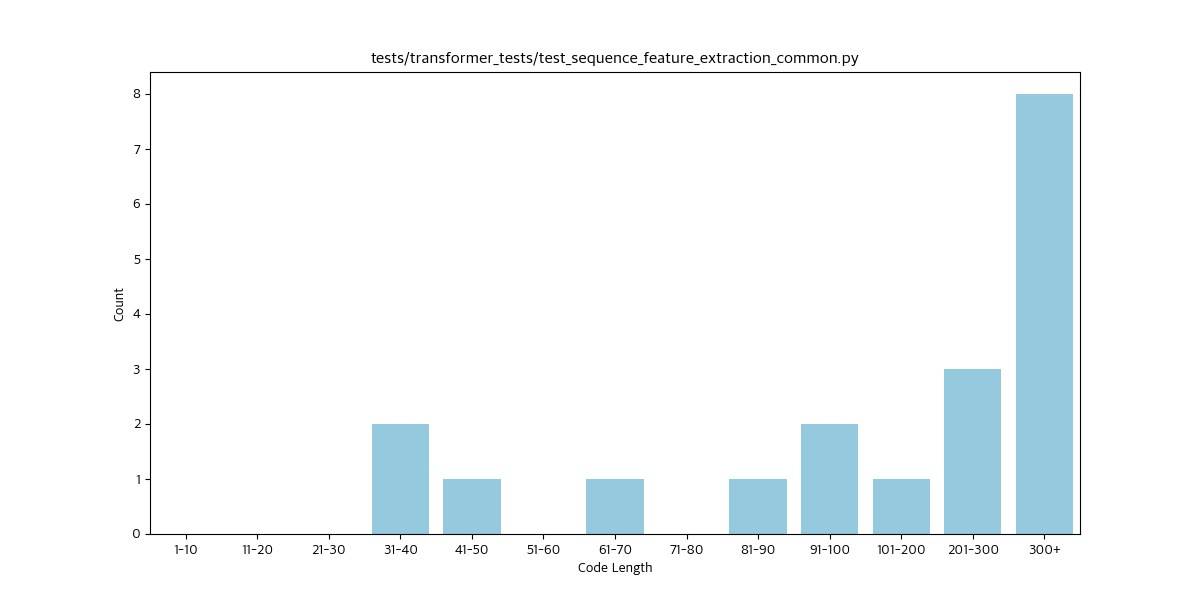 tests/transformer_tests/test_sequence_feature_extraction_common.py
8
7
6
5
4
3
2
1
0
Count
1-10 11-20 21-30 31-40 41-50 51-60 61-70 71-80 81-90 91-100 101-200 201-300 300+
Code Length